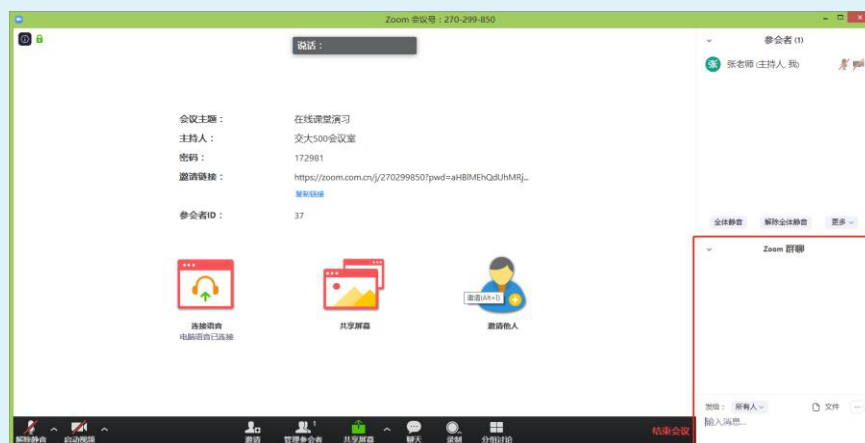 Zoom 会议号：270-299-850
说话：
会议主题： 在线课堂演习
主持人： 交大500会议室
密码： 172981
邀请链接： https://zoom.com.cn/j/270299850?pwd=aHBlMEhQdUhMRj...
复制链接
参会者ID： 37
连接语音
电脑语音已连接
共享屏幕
邀请(Alt+I)
邀请他人
参会者 (1)
张 张老师 (主持人, 我)
全体静音 解除全体静音 更多
Zoom 群聊
发给： 所有人 文件 ...
输入消息...
解除静音 启动视频 邀请 管理参会者 1 共享屏幕 聊天 录制 分组讨论 结束会议